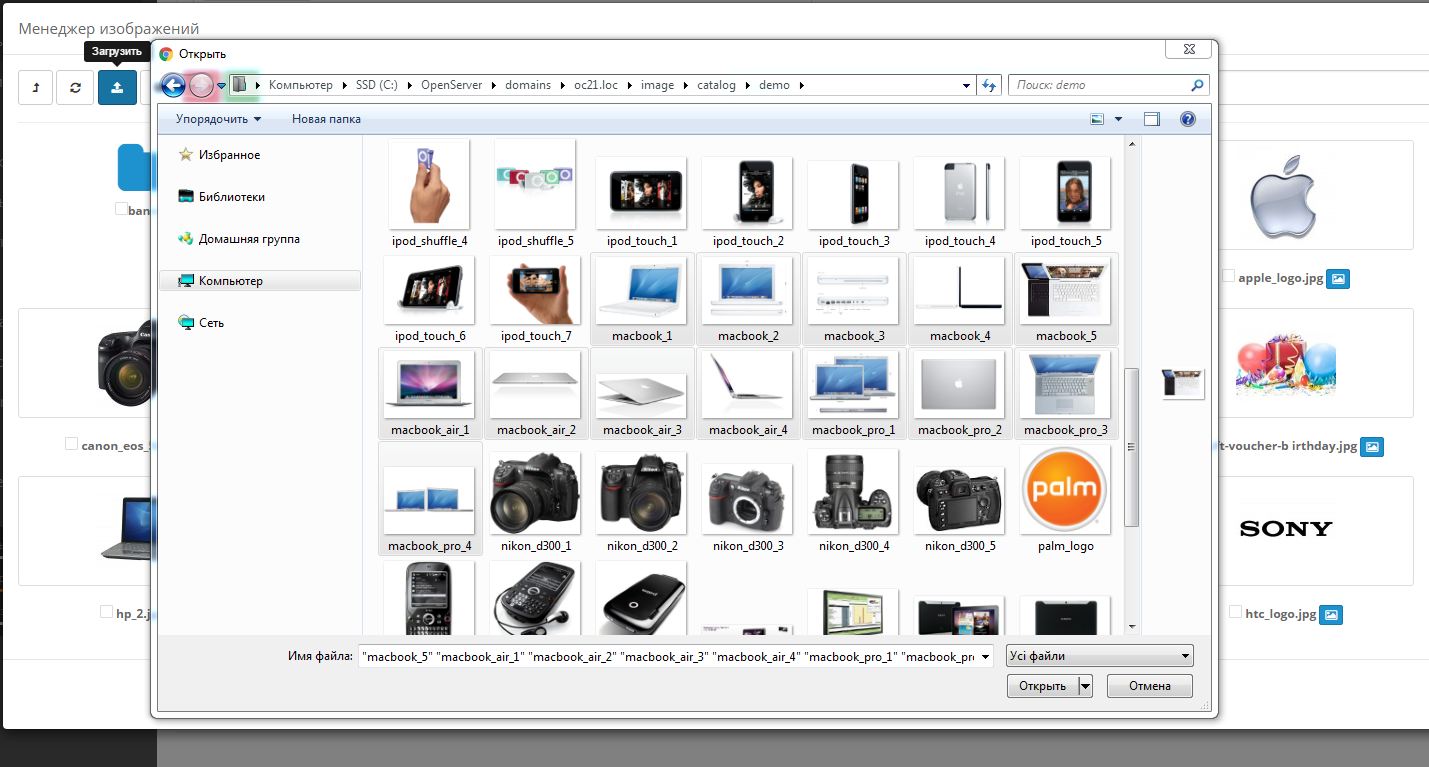 Менеджер изображений
Загрузить
Открыть
Компьютер SSD (C:) OpenServer domains oc21.loc image catalog demo
Поиск: demo
Упорядочить Новая папка
Избранное
Библиотеки
Домашняя группа
Компьютер
Сеть
ipod_shuffle_4 ipod_shuffle_5 ipod_touch_1 ipod_touch_2 ipod_touch_3 ipod_touch_4 ipod_touch_5
ipod_touch_6 ipod_touch_7 macbook_1 macbook_2 macbook_3 macbook_4 macbook_5
macbook_air_1 macbook_air_2 macbook_air_3 macbook_air_4 macbook_pro_1 macbook_pro_2 macbook_pro_3
palm
macbook_pro_4 nikon_d300_1 nikon_d300_2 nikon_d300_3 nikon_d300_4 nikon_d300_5 palm_logo
Имя файла: "macbook_5" "macbook_air_1" "macbook_air_2" "macbook_air_3" "macbook_air_4" "macbook_pro_1" "macbook_pro
Усі файли
Открыть Отмена
ban
canon_eos_
hp_2.j
apple_logo.jpg
ft-voucher-b irthday.jpg
SONY
htc_logo.jpg